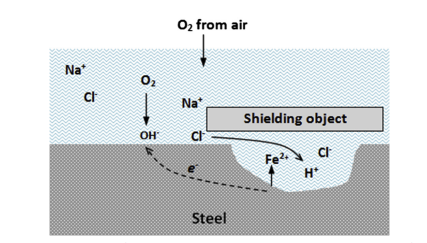 O₂ from air
Na⁺
O₂
Cl⁻
Na⁺
Shielding object
OH⁻
Cl⁻
Cl⁻
Fe²⁺
e⁻
H⁺
Steel